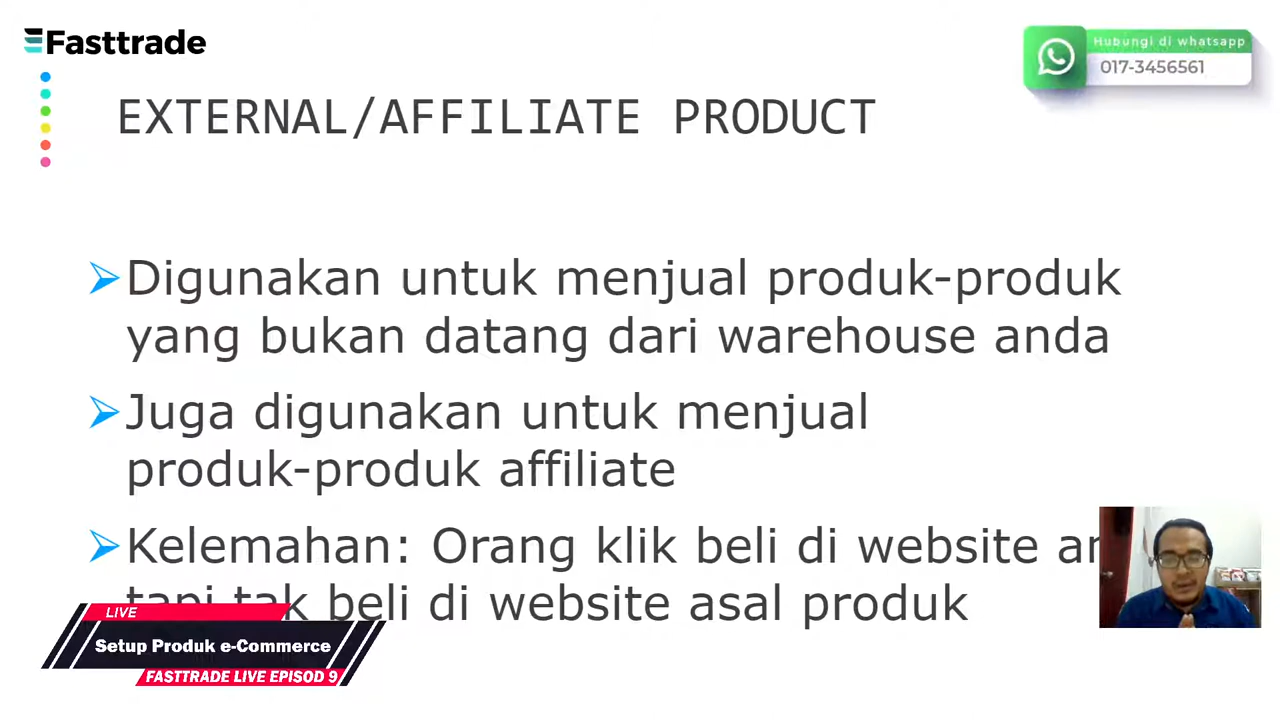 Fasttrade
Hubungi di whatsapp
017-3456561
EXTERNAL/AFFILIATE PRODUCT
Digunakan untuk menjual produk-produk
yang bukan datang dari warehouse anda
Juga digunakan untuk menjual
produk-produk affiliate
Kelemahan: Orang klik beli di website
tapi tak beli di website asal produk
LIVE
Setup Produk e-Commerce
FASTTRADE LIVE EPISOD 9